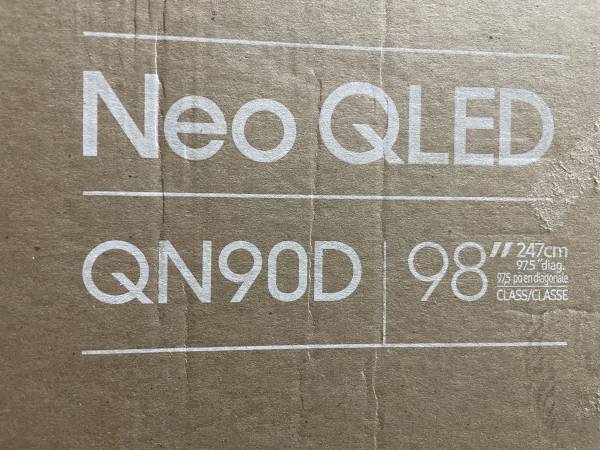 Neo QLED
QN90D 98"
247cm
97.5" diag.
97,5 po en diagonale
CLASS/CLASSE